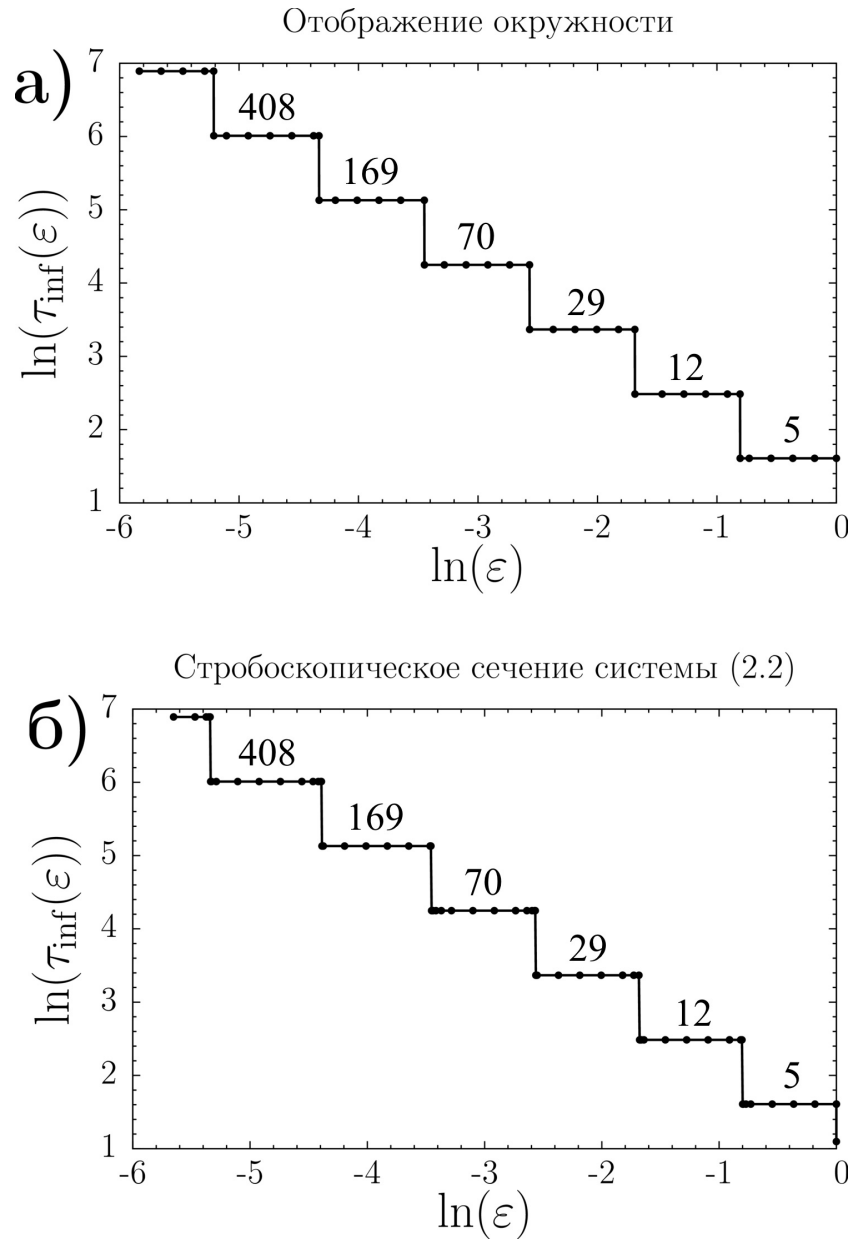 Отображение окружности
а)
7
408
6
169
5
70
4
29
3
12
2
5
1
-6 -5 -4 -3 -2 -1 0
ln(τinf(ε))
ln(ε)
Стробоскопическое сечение системы (2.2)
б)
7
408
6
169
5
70
4
29
3
12
2
5
1
-6 -5 -4 -3 -2 -1 0
ln(τinf(ε))
ln(ε)